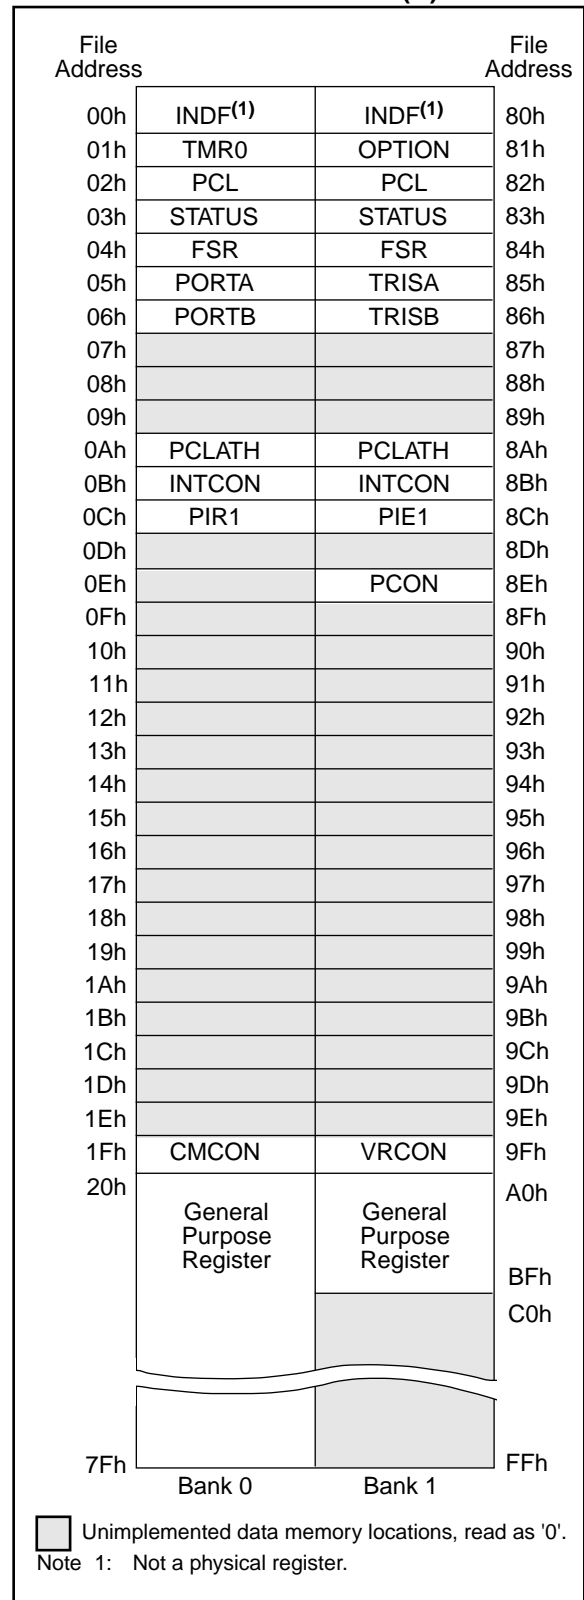 File Address File Address
00h INDF(1) INDF(1) 80h
01h TMR0 OPTION 81h
02h PCL PCL 82h
03h STATUS STATUS 83h
04h FSR FSR 84h
05h PORTA TRISA 85h
06h PORTB TRISB 86h
07h 87h
08h 88h
09h 89h
0Ah PCLATH PCLATH 8Ah
0Bh INTCON INTCON 8Bh
0Ch PIR1 PIE1 8Ch
0Dh 8Dh
0Eh PCON 8Eh
0Fh 8Fh
10h 90h
11h 91h
12h 92h
13h 93h
14h 94h
15h 95h
16h 96h
17h 97h
18h 98h
19h 99h
1Ah 9Ah
1Bh 9Bh
1Ch 9Ch
1Dh 9Dh
1Eh 9Eh
1Fh CMCON VRCON 9Fh
20h A0h
General General
Purpose Purpose
Register Register
BFh
C0h
7Fh FFh
Bank 0 Bank 1
Unimplemented data memory locations, read as '0'.
Note 1: Not a physical register.